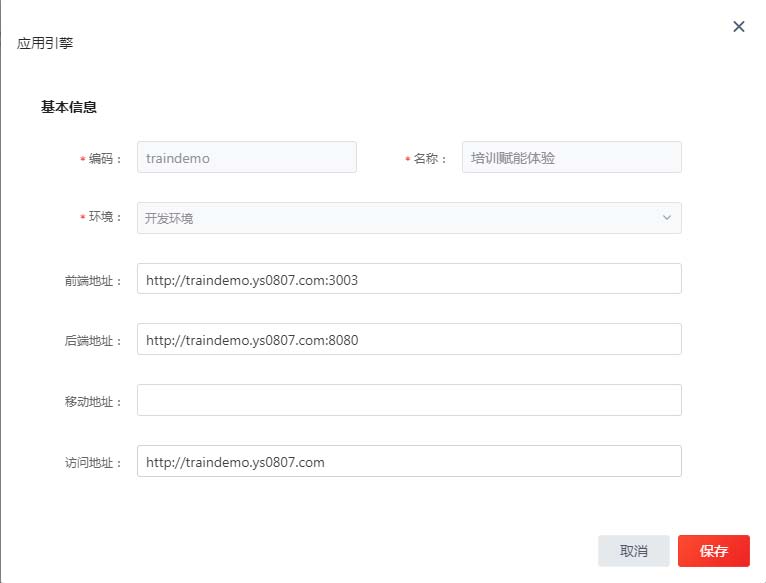 应用引擎
基本信息
* 编码： traindemo * 名称： 培训赋能体验
* 环境： 开发环境
前端地址： http://traindemo.ys0807.com:3003
后端地址： http://traindemo.ys0807.com:8080
移动地址：
访问地址： http://traindemo.ys0807.com
取消 保存